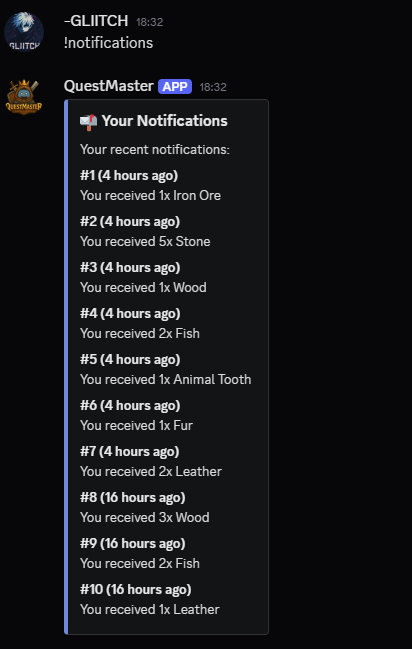 -GLIITCH 18:32
!notifications
GLIITCH
QuestMaster APP 18:32
QUESTMASTER
Your Notifications
Your recent notifications:
#1 (4 hours ago)
You received 1x Iron Ore
#2 (4 hours ago)
You received 5x Stone
#3 (4 hours ago)
You received 1x Wood
#4 (4 hours ago)
You received 2x Fish
#5 (4 hours ago)
You received 1x Animal Tooth
#6 (4 hours ago)
You received 1x Fur
#7 (4 hours ago)
You received 2x Leather
#8 (16 hours ago)
You received 3x Wood
#9 (16 hours ago)
You received 2x Fish
#10 (16 hours ago)
You received 1x Leather